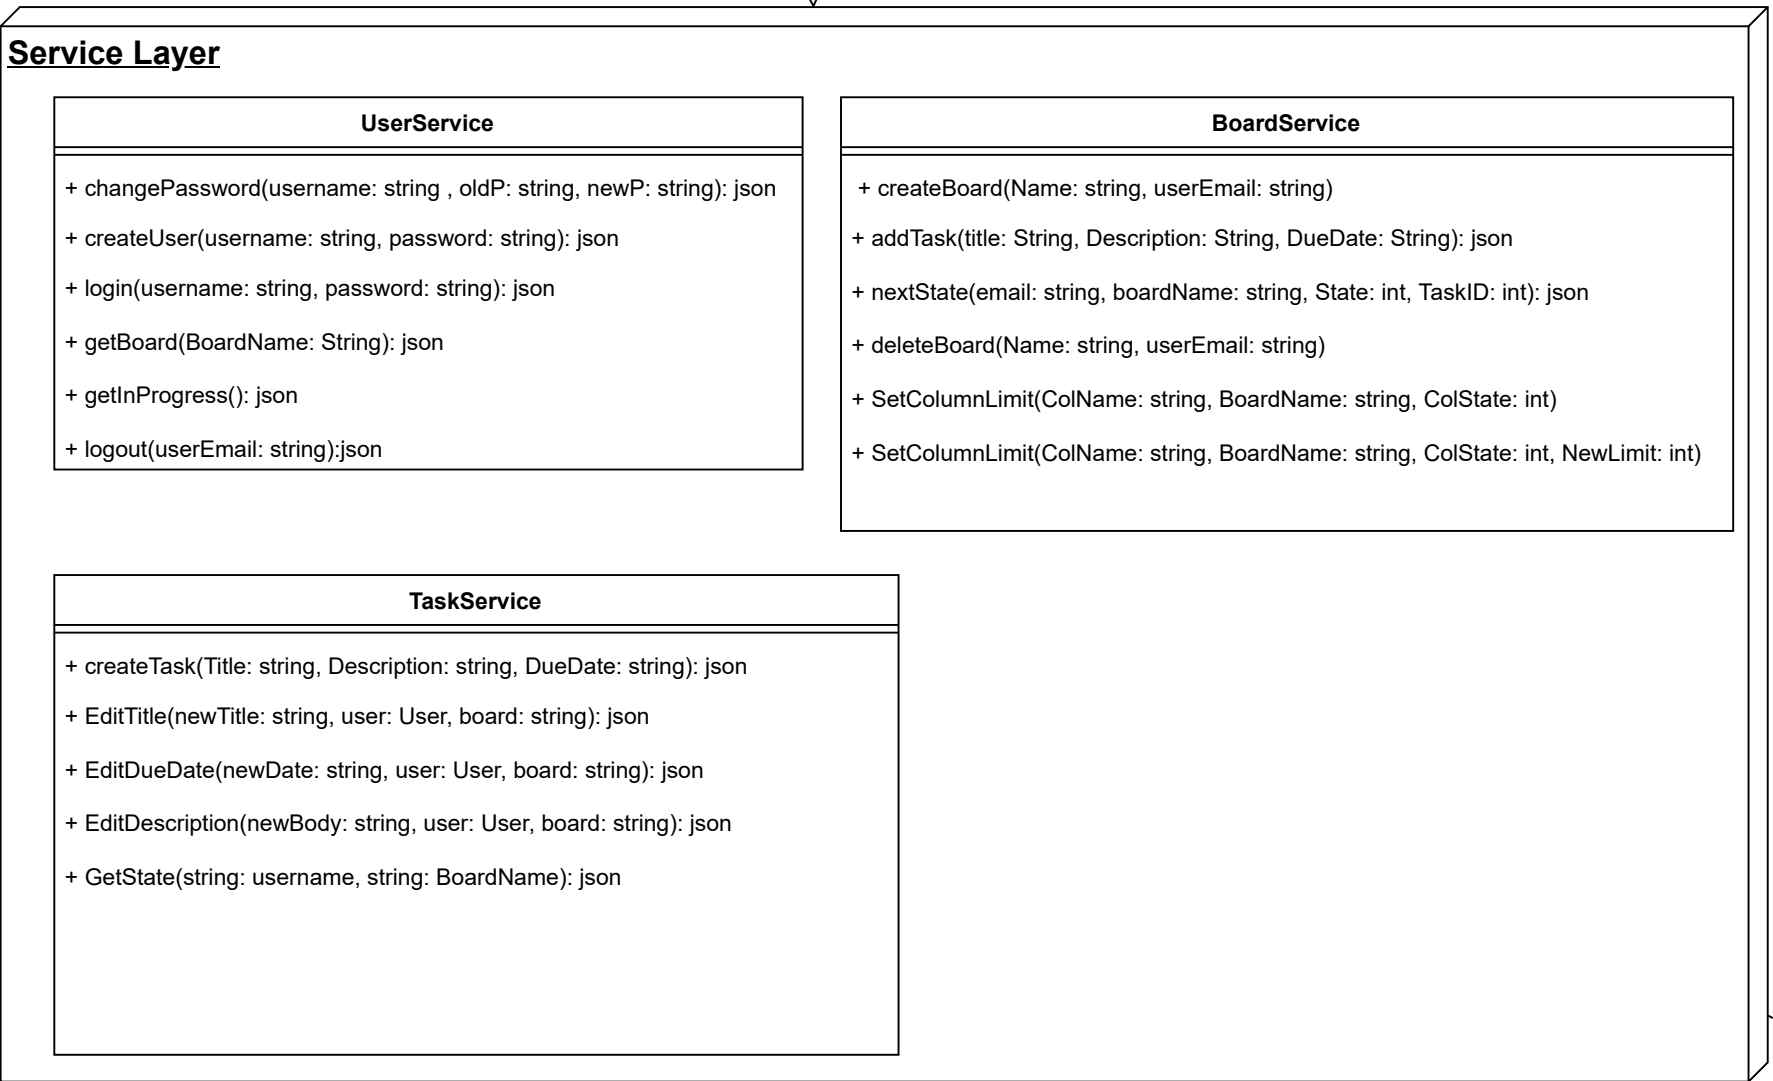 Service Layer
UserService
+ changePassword(username: string , oldP: string, newP: string): json
+ createUser(username: string, password: string): json
+ login(username: string, password: string): json
+ getBoard(BoardName: String): json
+ getInProgress(): json
+ logout(userEmail: string):json
BoardService
+ createBoard(Name: string, userEmail: string)
+ addTask(title: String, Description: String, DueDate: String): json
+ nextState(email: string, boardName: string, State: int, TaskID: int): json
+ deleteBoard(Name: string, userEmail: string)
+ SetColumnLimit(ColName: string, BoardName: string, ColState: int)
+ SetColumnLimit(ColName: string, BoardName: string, ColState: int, NewLimit: int)
TaskService
+ createTask(Title: string, Description: string, DueDate: string): json
+ EditTitle(newTitle: string, user: User, board: string): json
+ EditDueDate(newDate: string, user: User, board: string): json
+ EditDescription(newBody: string, user: User, board: string): json
+ GetState(string: username, string: BoardName): json